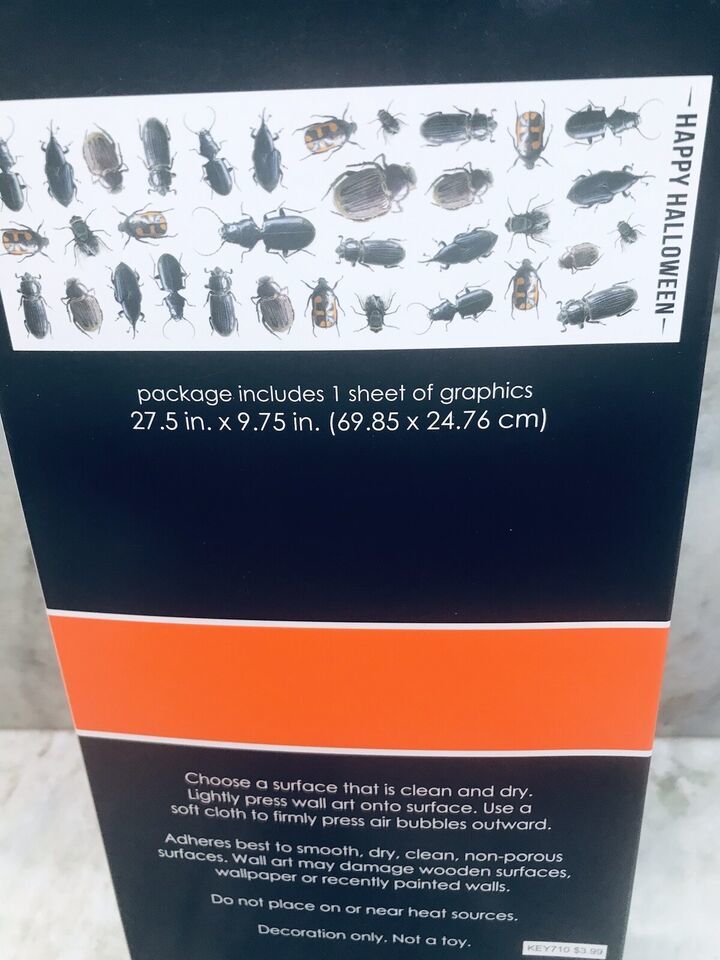 —HAPPY HALLOWEEN—
package includes 1 sheet of graphics
27.5 in. x 9.75 in. (69.85 x 24.76 cm)
Choose a surface that is clean and dry.
Lightly press wall art onto surface. Use a
soft cloth to firmly press air bubbles outward.
Adheres best to smooth, dry, clean, non-porous
surfaces. Wall art may damage wooden surfaces,
wallpaper or recently painted walls.
Do not place on or near heat sources.
Decoration only. Not a toy.
KEY710 $3.99